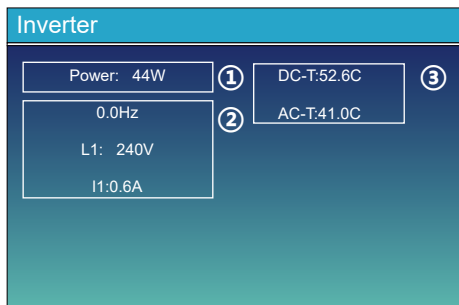 Inverter
Power: 44W
①
0.0Hz
L1: 240V
I1:0.6A
②
DC-T:52.6C
AC-T:41.0C
③